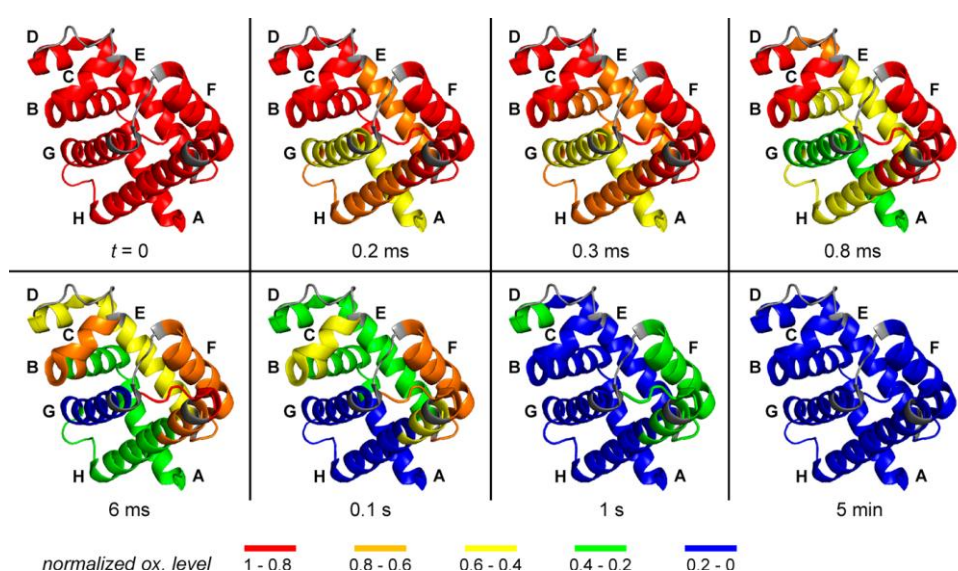 D E
C F
B
G
H A
t = 0
D E
C F
B
G
H A
0.2 ms
D E
C F
B
G
H A
0.3 ms
D E
C F
B
G
H A
0.8 ms
D E
C F
B
G
H A
6 ms
D E
C F
B
G
H A
0.1 s
D E
C F
B
G
H A
1 s
D E
C F
B
G
H A
5 min
normalized ox. level
1 - 0.8 0.8 - 0.6 0.6 - 0.4 0.4 - 0.2 0.2 - 0